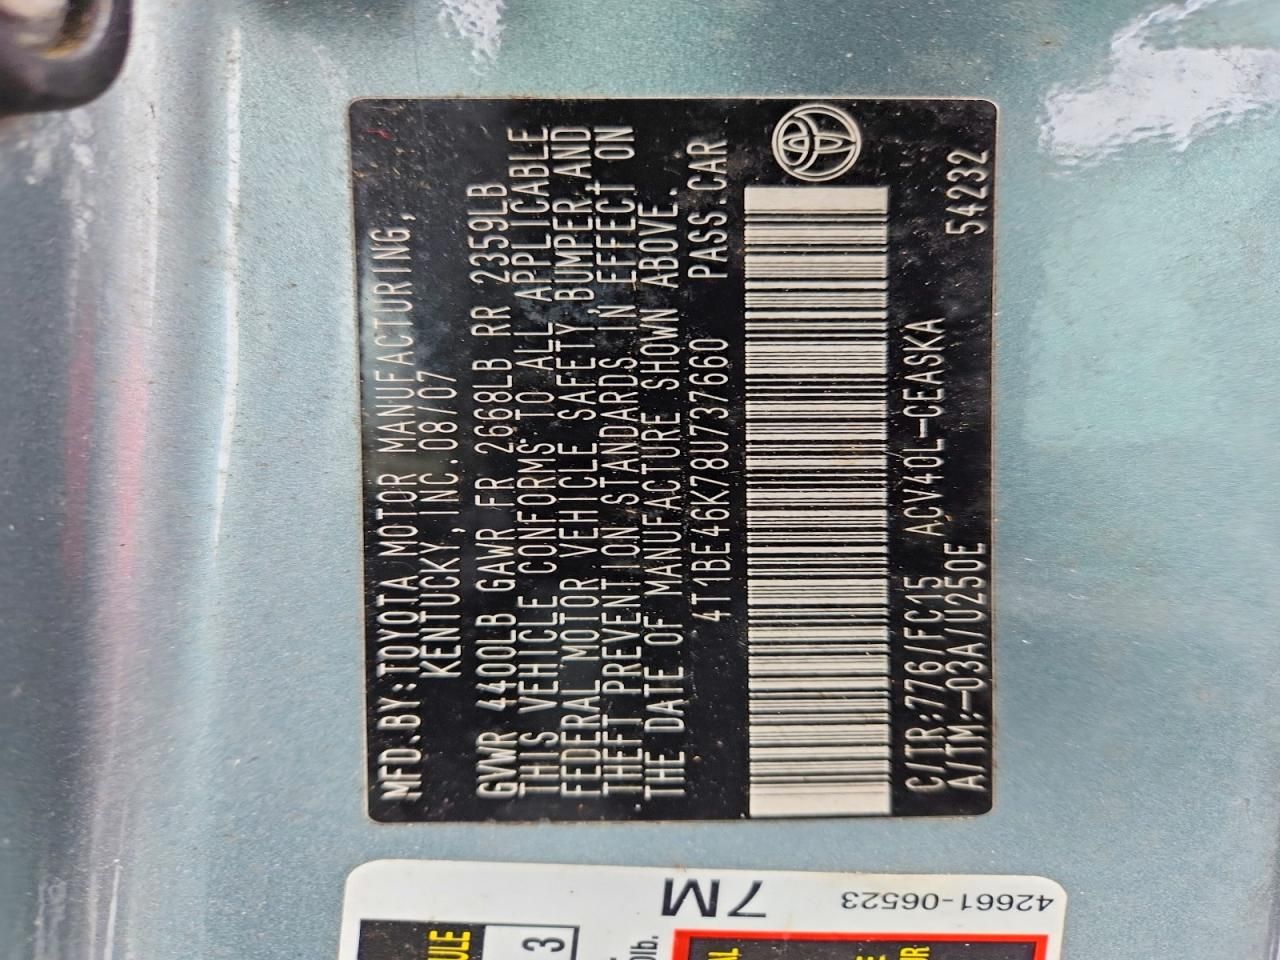 MFD.BY:TOYOTA MOTOR MANUFACTURING,
KENTUCKY,INC.08/07
GVWR 4400LB GAWR FR 2668LB RR 2359LB
THIS VEHICLE CONFORMS TO ALL APPLICABLE
FEDERAL MOTOR VEHICLE SAFETY,BUMPER,AND
THEFT PREVENTION STANDARDS IN EFFECT ON
THE DATE OF MANUFACTURE SHOWN ABOVE.
4T1BE46K78U737660 PASS.CAR
C/TR:776/FC15 ACV40L-CEASKA 54232
A/TM:-03A/U250E
7M
42661-06523
3
lb.